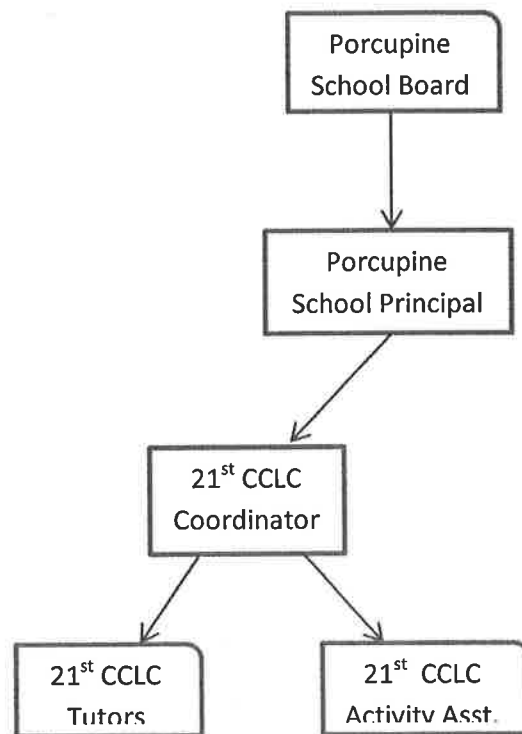 Porcupine
School Board
Porcupine
School Principal
21st CCLC
Coordinator
21st CCLC
Tutors
21st CCLC
Activity Asst.